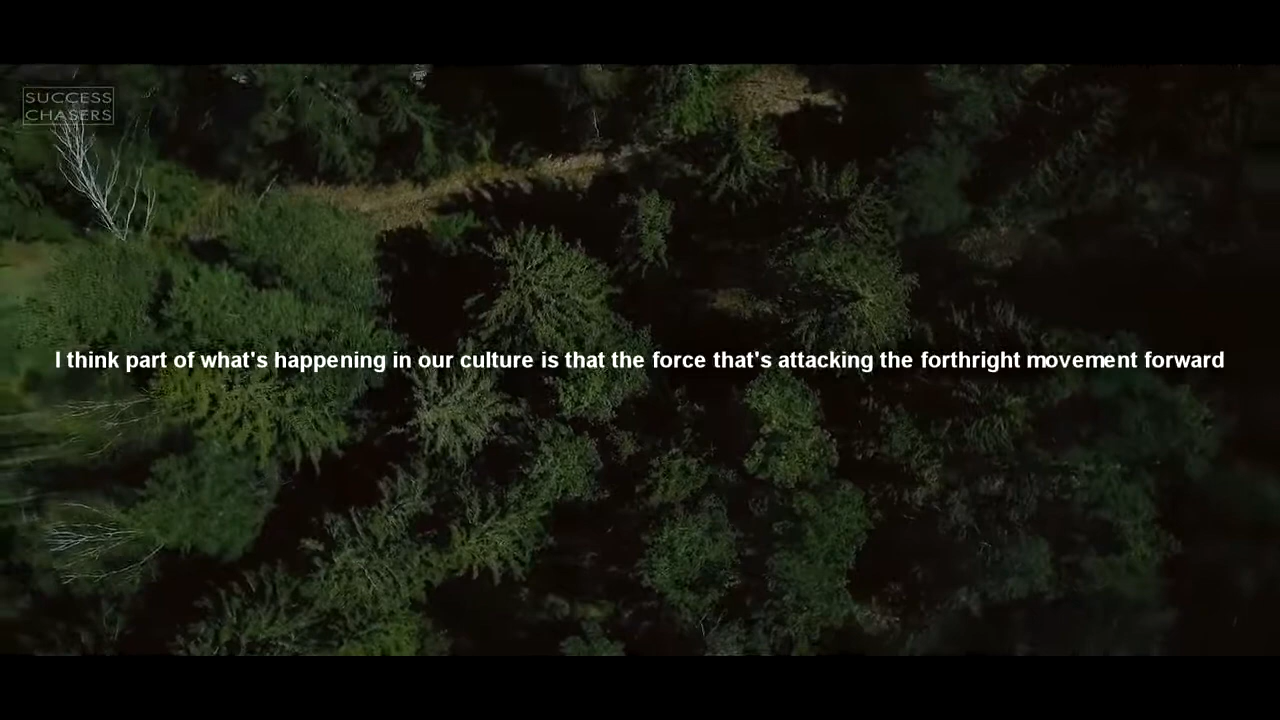 SUCCESS
CHASERS
I think part of what's happening in our culture is that the force that's attacking the forthright movement forward